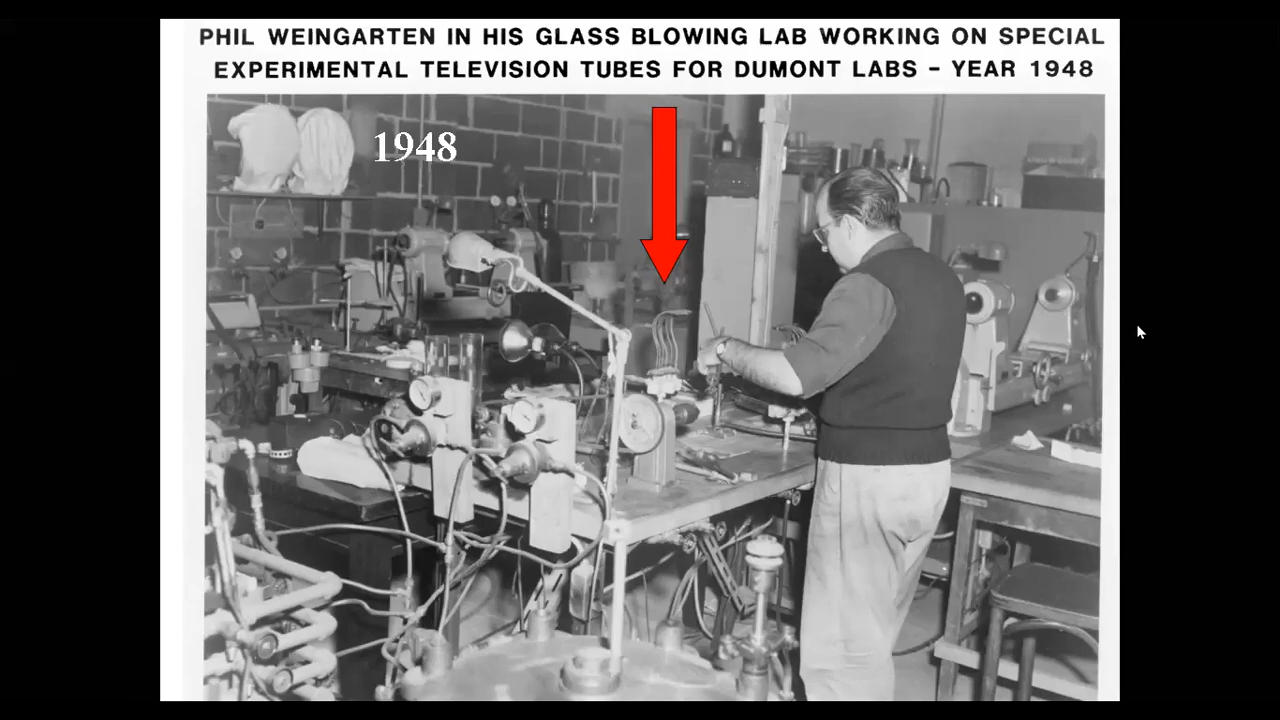 PHIL WEINGARTEN IN HIS GLASS BLOWING LAB WORKING ON SPECIAL
EXPERIMENTAL TELEVISION TUBES FOR DUMONT LABS - YEAR 1948
1948